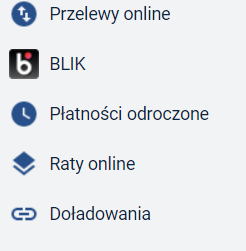 Przelewy online
BLIK
Płatności odroczone
Raty online
Doładowania